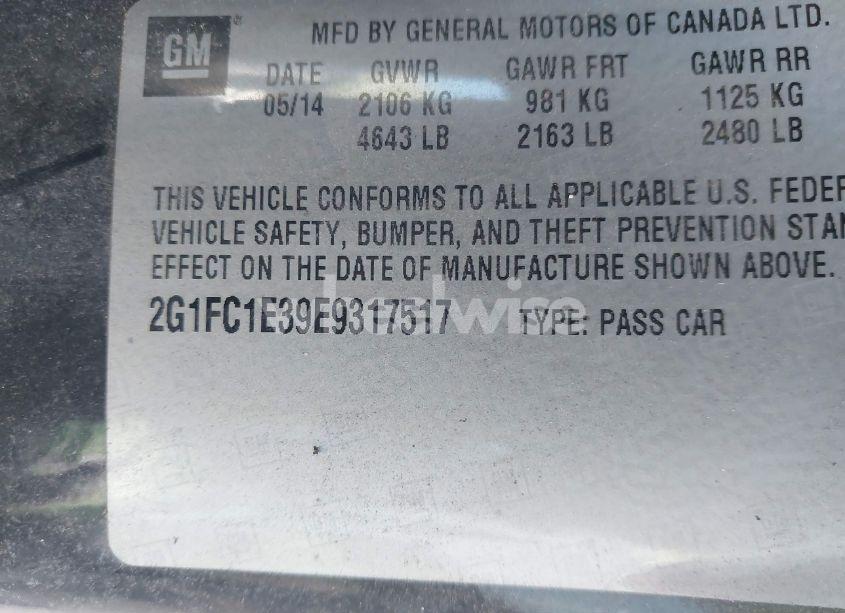 GM
MFD BY GENERAL MOTORS OF CANADA LTD.
DATE GVWR GAWR FRT GAWR RR
05/14 2106 KG 981 KG 1125 KG
4643 LB 2163 LB 2480 LB
THIS VEHICLE CONFORMS TO ALL APPLICABLE U.S. FEDER
VEHICLE SAFETY, BUMPER, AND THEFT PREVENTION STAN
EFFECT ON THE DATE OF MANUFACTURE SHOWN ABOVE.
2G1FC1E39E9317517 TYPE: PASS CAR